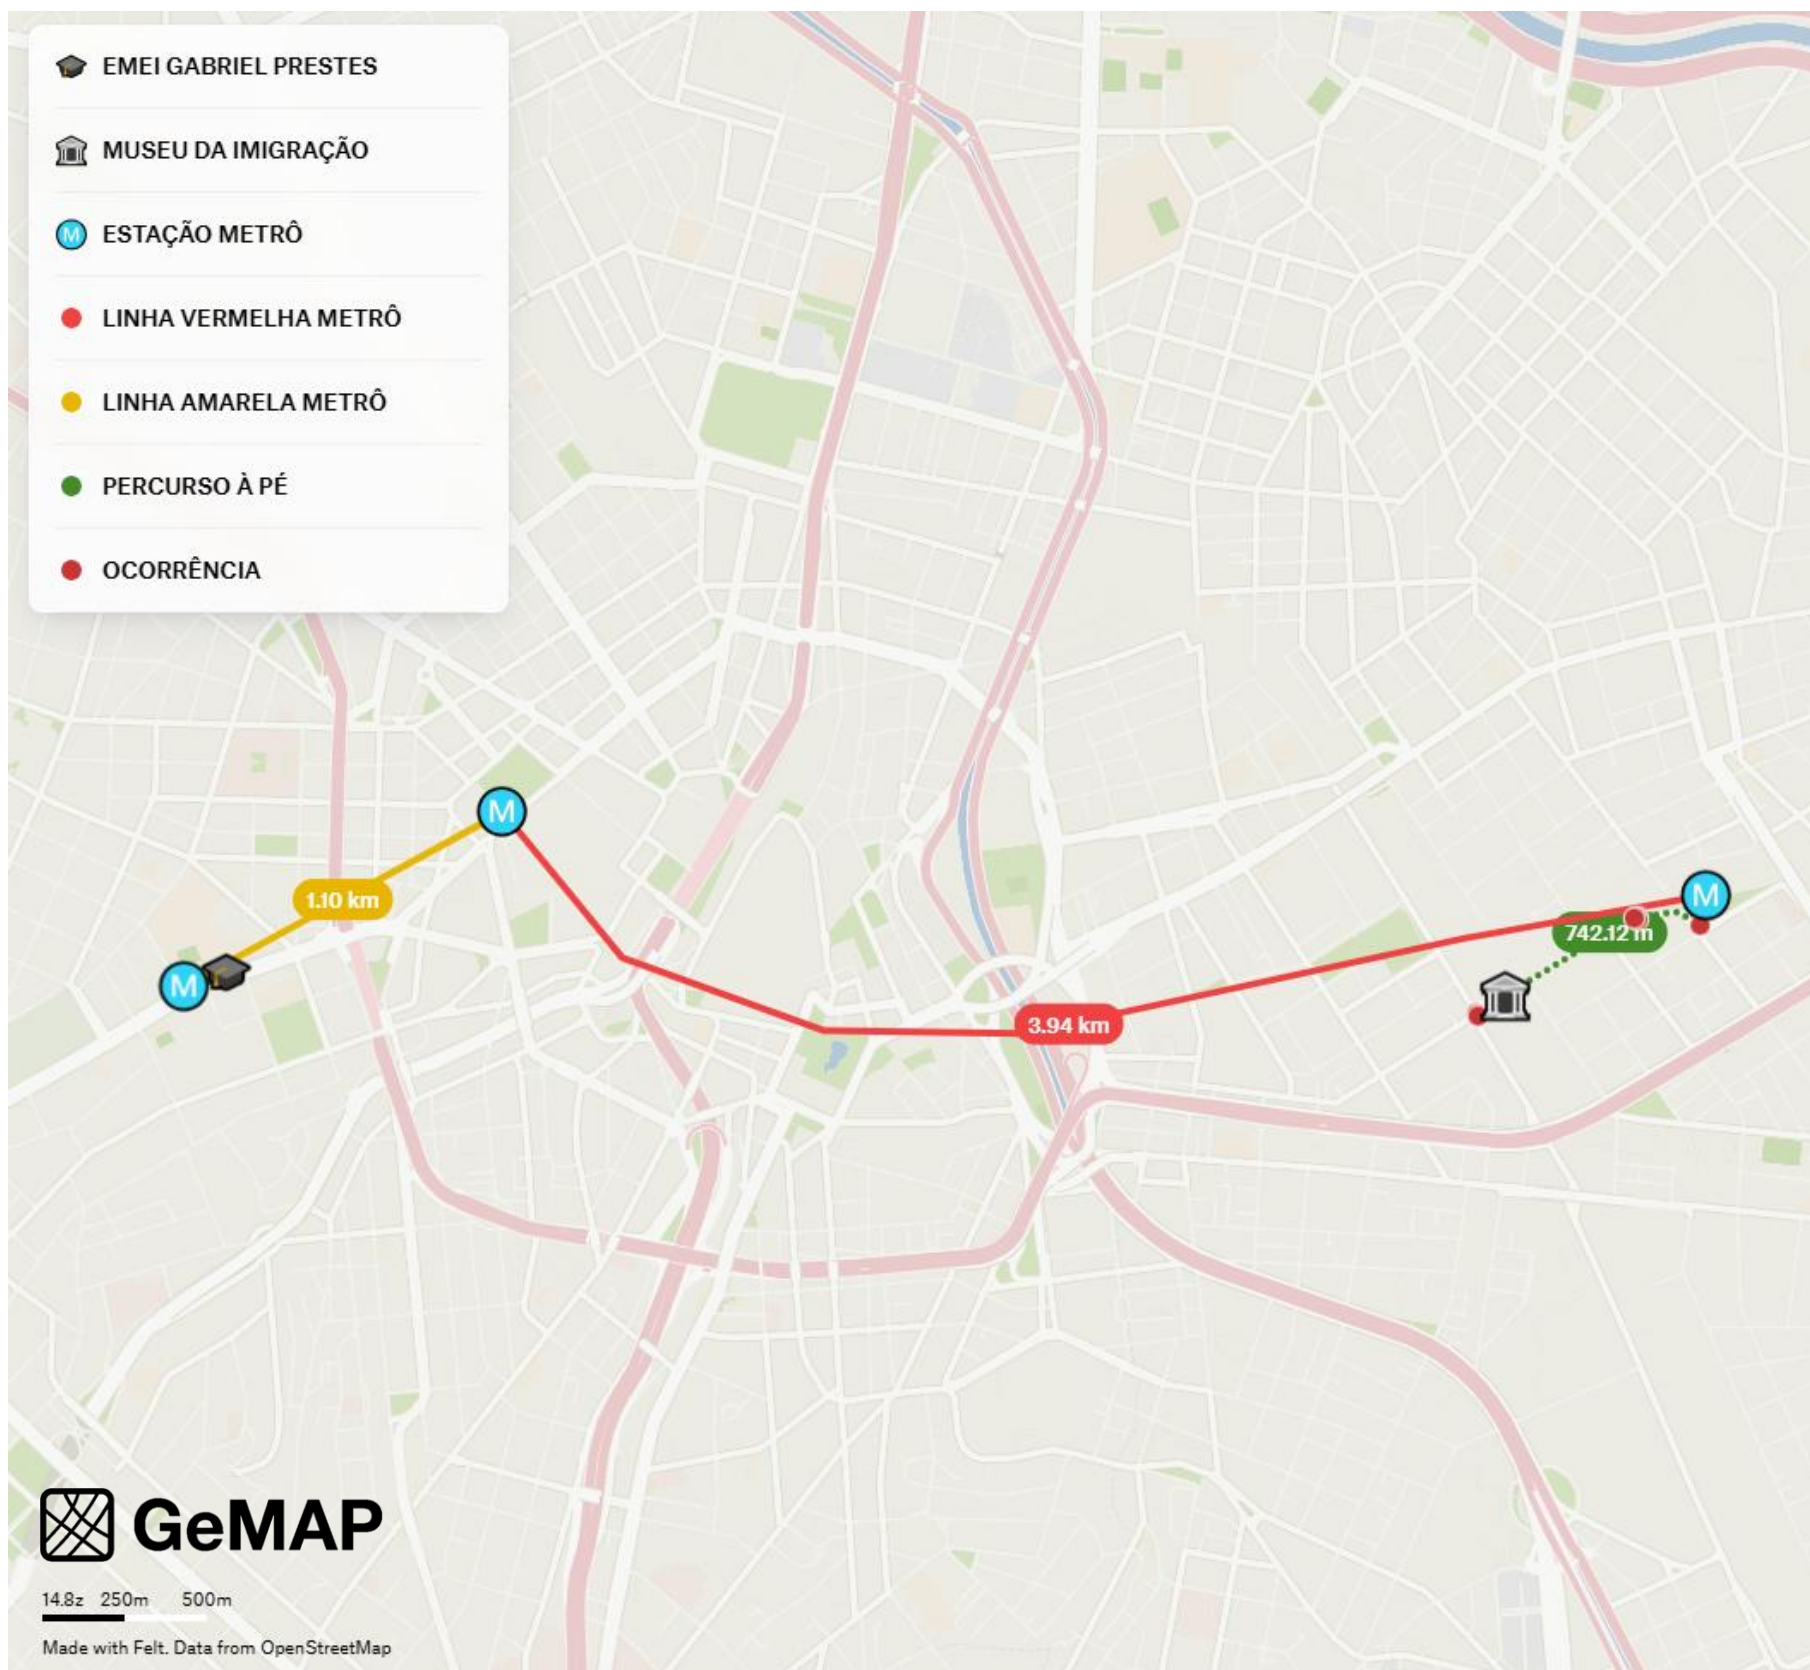 EMEI GABRIEL PRESTES
MUSEU DA IMIGRAÇÃO
M ESTAÇÃO METRÔ
LINHA VERMELHA METRÔ
LINHA AMARELA METRÔ
PERCURSO À PÉ
OCORRÊNCIA
M
M
1.10 km
742.12 m
M
3.94 km
GeMAP
14.8z 250m 500m
Made with Felt. Data from OpenStreetMap